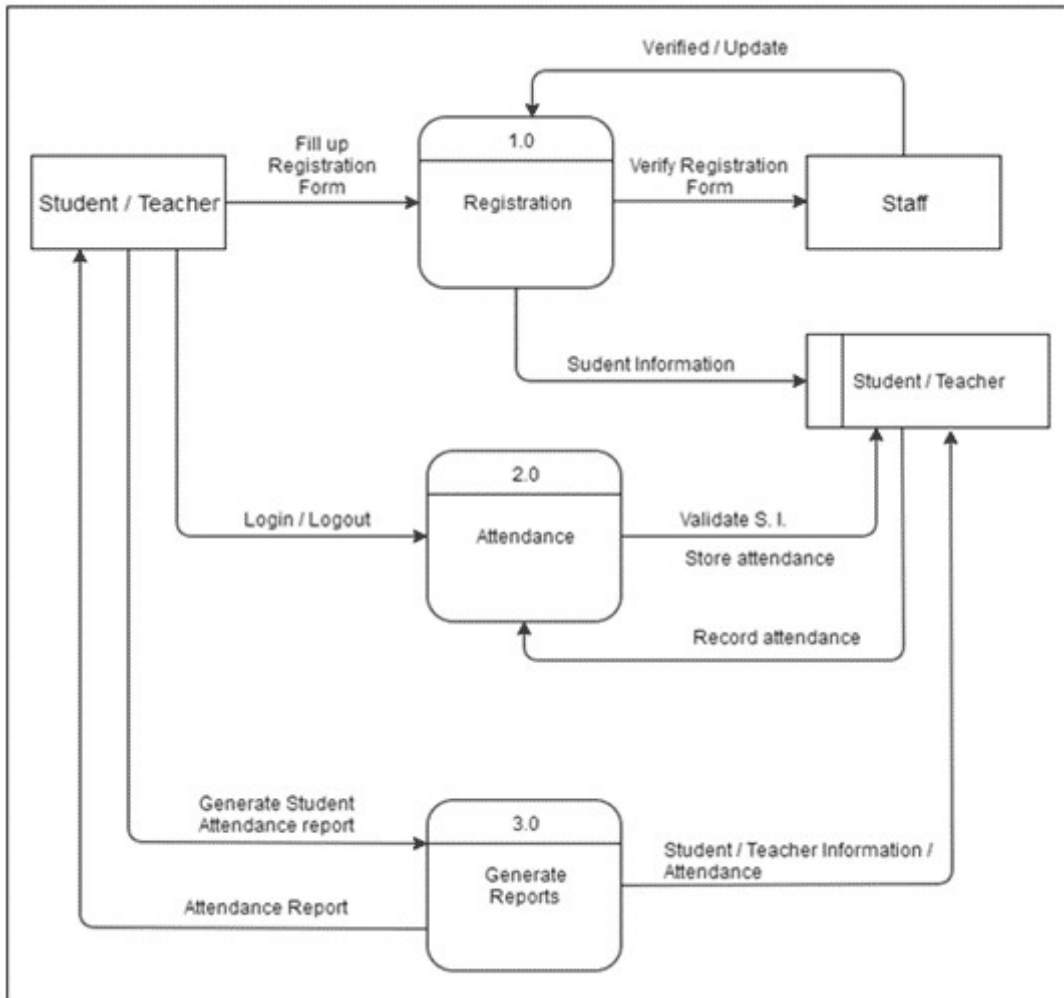 Verified / Update
1.0
Fill up
Registration
Form
Verify Registration
Form
Student / Teacher
Registration
Staff
Sudent Information
Student / Teacher
2.0
Login / Logout
Attendance
Validate S. I.
Store attendance
Record attendance
Generate Student
Attendance report
3.0
Generate
Reports
Student / Teacher Information /
Attendance
Attendance Report